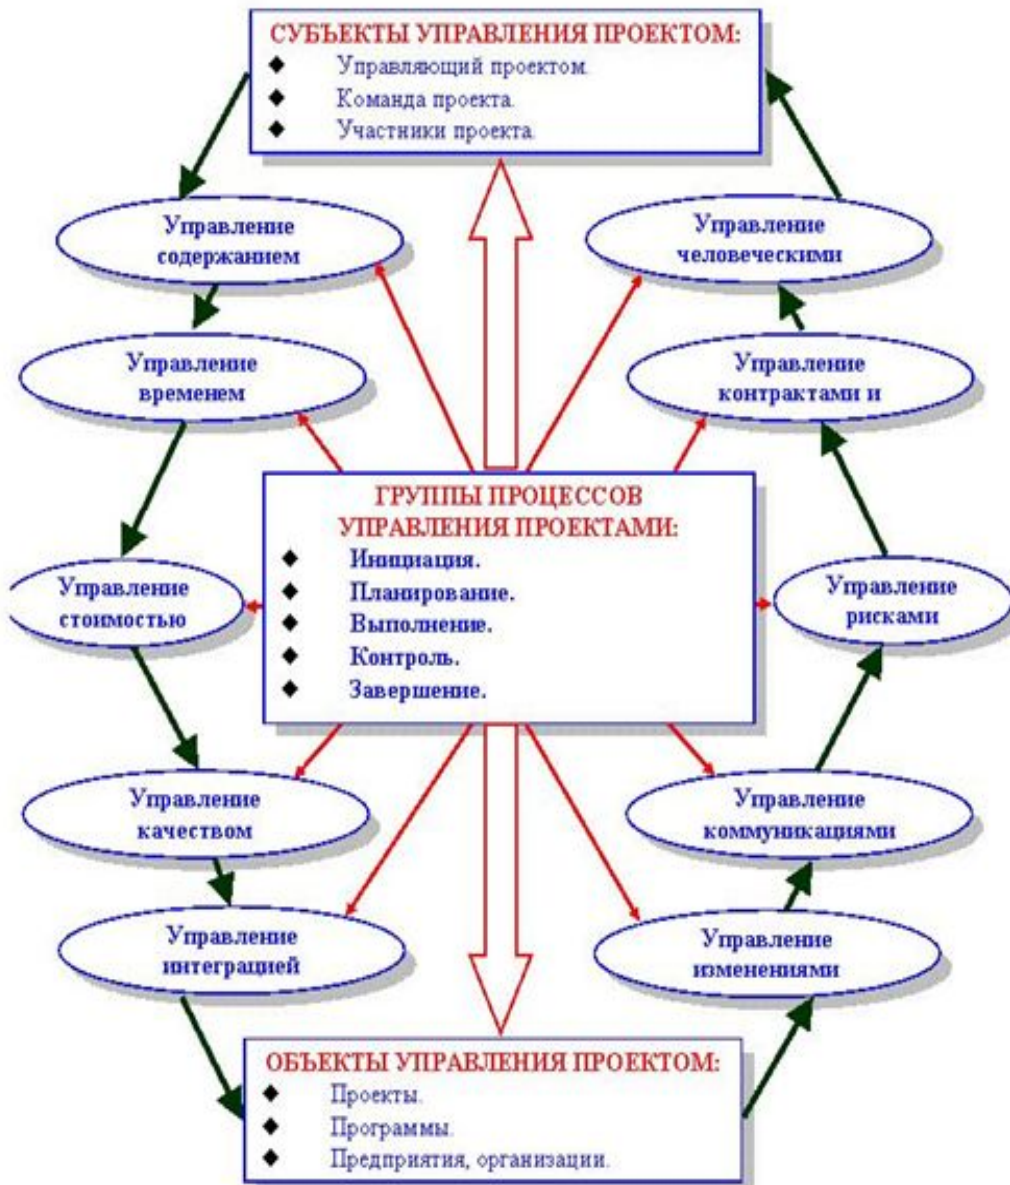 СУБЪЕКТЫ УПРАВЛЕНИЯ ПРОЕКТОМ:
◆ Управляющий проектом.
◆ Команда проекта.
◆ Участники проекта.
Управление
содержанием
Управление
человеческими
Управление
временем
Управление
контрактами и
ГРУППЫ ПРОЦЕССОВ
УПРАВЛЕНИЯ ПРОЕКТАМИ:
◆ Инициация.
◆ Планирование.
◆ Выполнение.
◆ Контроль.
◆ Завершение.
Управление
стоимостью
Управление
рисками
Управление
качеством
Управление
коммуникациями
Управление
интеграцией
Управление
изменениями
ОБЪЕКТЫ УПРАВЛЕНИЯ ПРОЕКТОМ:
◆ Проекты.
◆ Программы.
◆ Предприятия, организации.